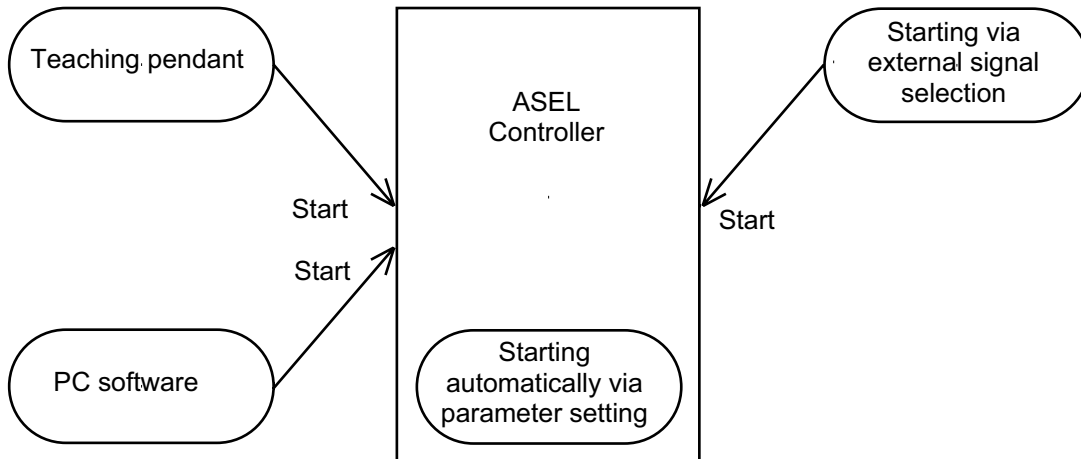 Teaching pendant
ASEL
Controller
Starting via
external signal
selection
Start
Start
Start
PC software
Starting
automatically via
parameter setting